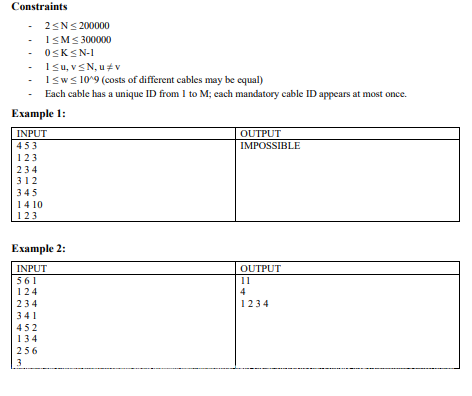 Constraints
- 2 ≤ N ≤ 200000
- 1 ≤ M ≤ 300000
- 0 ≤ K ≤ N-1
- 1 ≤ u, v ≤ N, u ≠ v
- 1 ≤ w ≤ 10^9 (costs of different cables may be equal)
- Each cable has a unique ID from 1 to M; each mandatory cable ID appears at most once.
Example 1:
INPUT OUTPUT
4 5 3 IMPOSSIBLE
1 2 3
2 3 4
3 1 2
3 4 5
1 4 10
1 2 3
Example 2:
INPUT OUTPUT
5 6 1 11
1 2 4 4
2 3 4 1 2 3 4
3 4 1
4 5 2
1 3 4
2 5 6
3